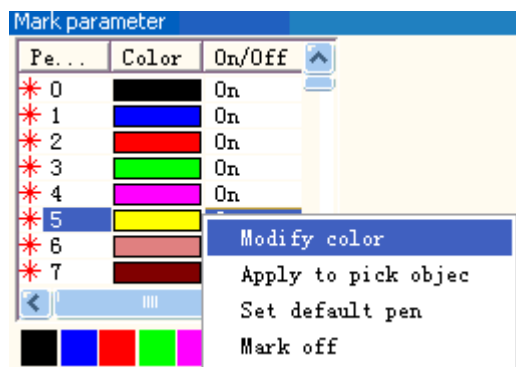 Mark parameter
Pe... Color On/Off
0 On
1 On
2 On
3 On
4 On
5
6
7
Modify color
Apply to pick objec
Set default pen
Mark off